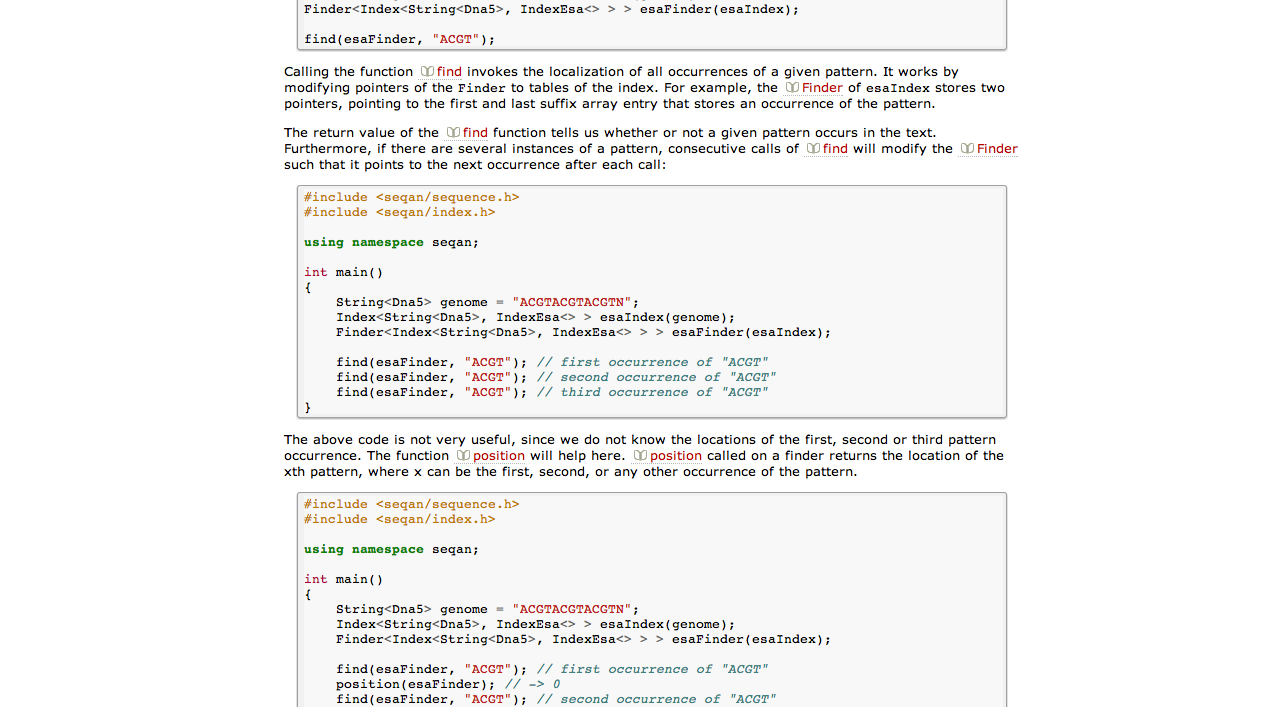 Finder<Index<String<Dna5>, IndexEsa<> > > esaFinder(esaIndex);
find(esaFinder, "ACGT");
Calling the function find invokes the localization of all occurrences of a given pattern. It works by
modifying pointers of the Finder to tables of the index. For example, the Finder of esaIndex stores two
pointers, pointing to the first and last suffix array entry that stores an occurrence of the pattern.
The return value of the find function tells us whether or not a given pattern occurs in the text.
Furthermore, if there are several instances of a pattern, consecutive calls of find will modify the Finder
such that it points to the next occurrence after each call:
#include <seqan/sequence.h>
#include <seqan/index.h>
using namespace seqan;
int main()
{
    String<Dna5> genome = "ACGTACGTACGTN";
    Index<String<Dna5>, IndexEsa<> > esaIndex(genome);
    Finder<Index<String<Dna5>, IndexEsa<> > > esaFinder(esaIndex);
    find(esaFinder, "ACGT"); // first occurrence of "ACGT"
    find(esaFinder, "ACGT"); // second occurrence of "ACGT"
    find(esaFinder, "ACGT"); // third occurrence of "ACGT"
}
The above code is not very useful, since we do not know the locations of the first, second or third pattern
occurrence. The function position will help here. position called on a finder returns the location of the
xth pattern, where x can be the first, second, or any other occurrence of the pattern.
#include <seqan/sequence.h>
#include <seqan/index.h>
using namespace seqan;
int main()
{
    String<Dna5> genome = "ACGTACGTACGTN";
    Index<String<Dna5>, IndexEsa<> > esaIndex(genome);
    Finder<Index<String<Dna5>, IndexEsa<> > > esaFinder(esaIndex);
    find(esaFinder, "ACGT"); // first occurrence of "ACGT"
    position(esaFinder); // -> 0
    find(esaFinder, "ACGT"); // second occurrence of "ACGT"